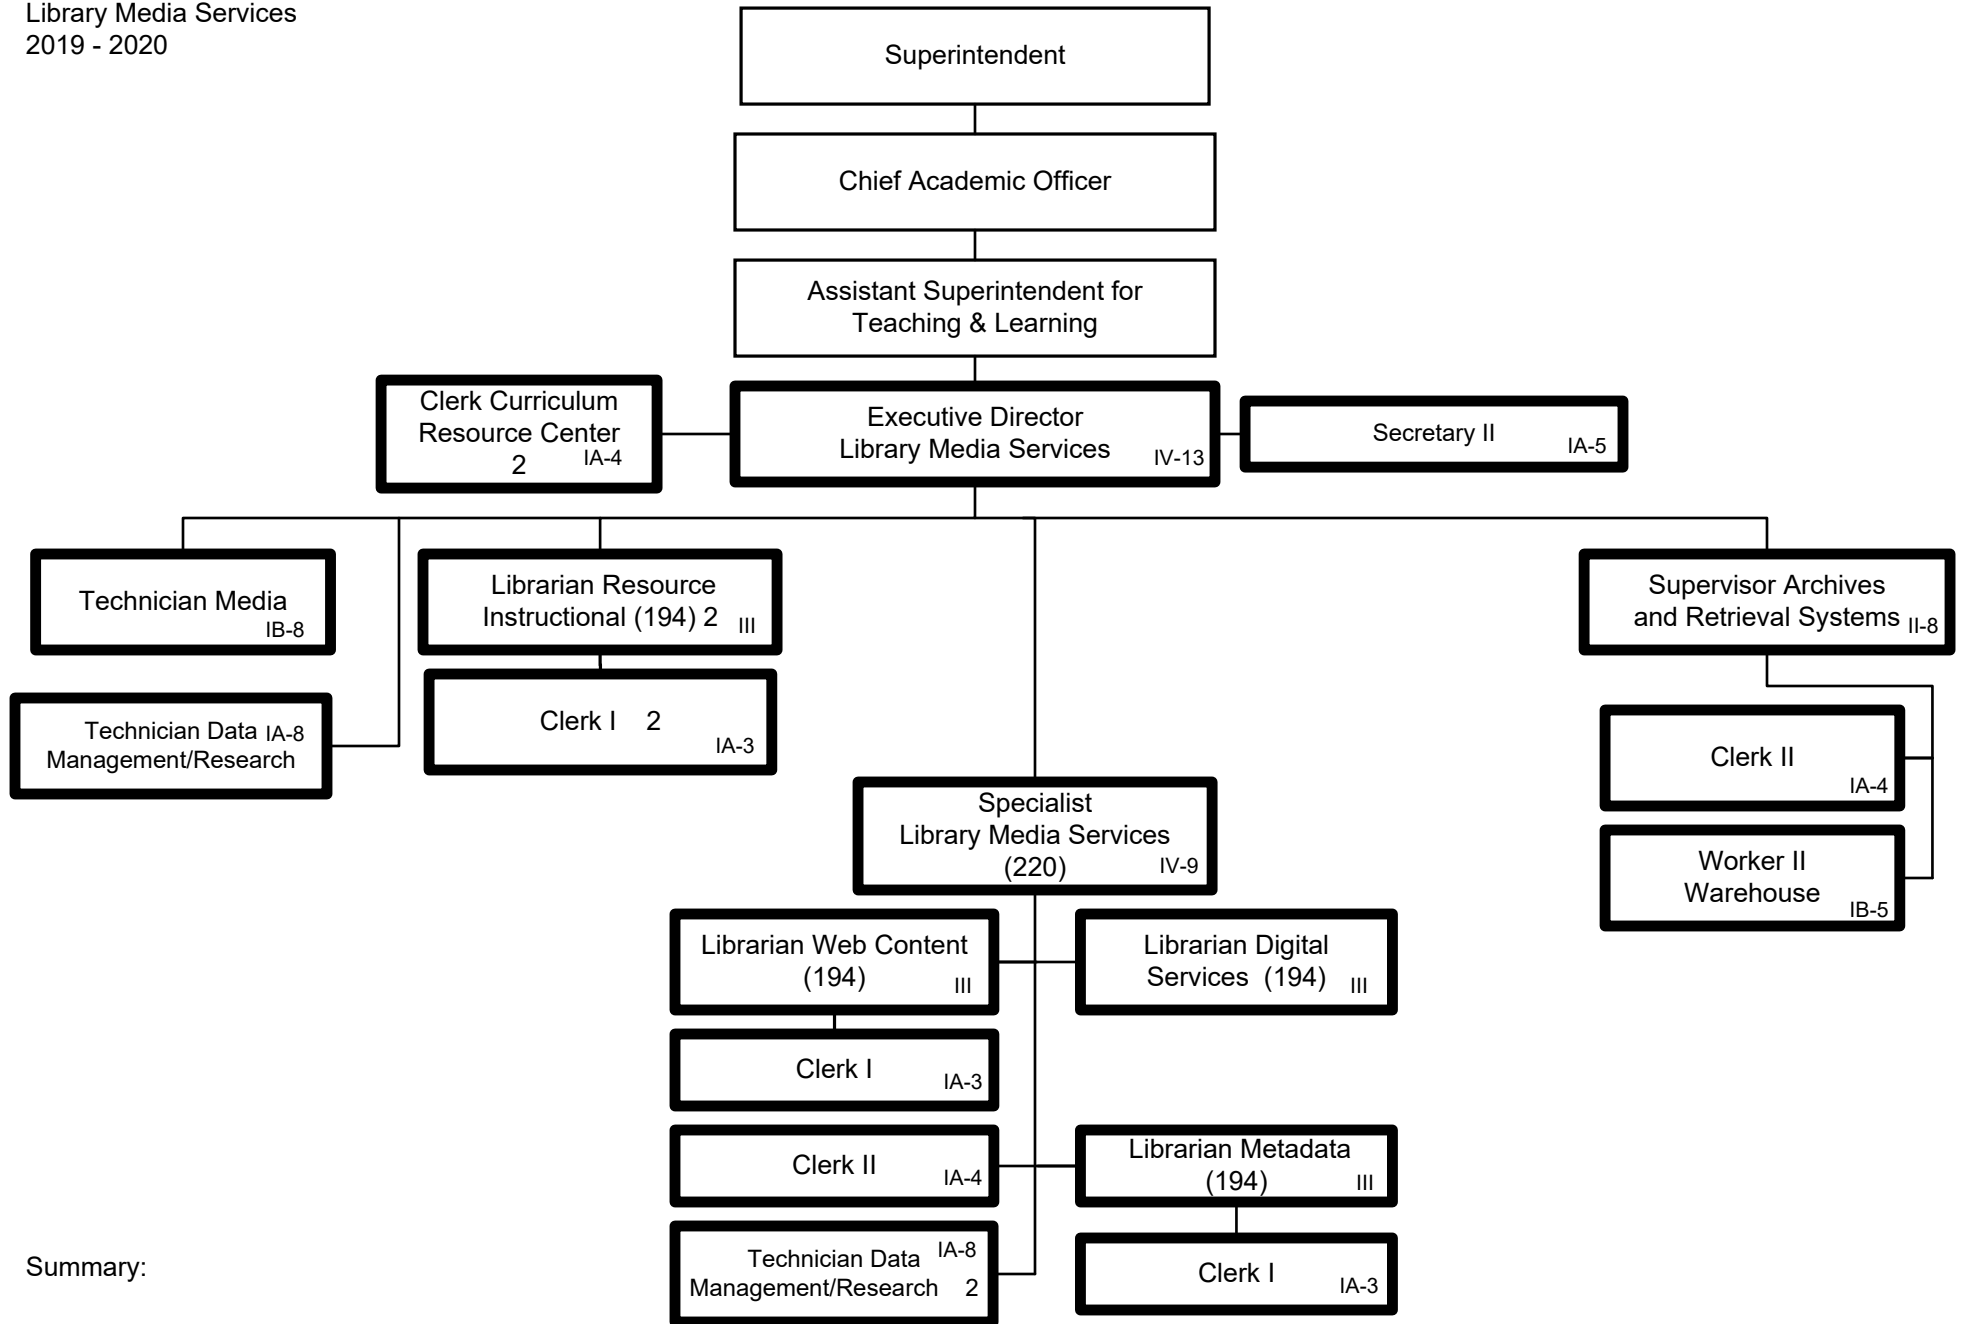 Library Media Services
2019 - 2020
Superintendent
Chief Academic Officer
Assistant Superintendent for
Teaching & Learning
Clerk Curriculum
Resource Center
2 IA-4
Executive Director
Library Media Services IV-13
Secretary II IA-5
Technician Media
IB-8
Librarian Resource
Instructional (194) 2 III
Supervisor Archives
and Retrieval Systems II-8
Technician Data IA-8
Management/Research
Clerk I 2
IA-3
Clerk II
IA-4
Specialist
Library Media Services
(220) IV-9
Worker II
Warehouse
IB-5
Librarian Web Content
(194) III
Librarian Digital
Services (194) III
Clerk I
IA-3
Clerk II
IA-4
Librarian Metadata
(194) III
Technician Data IA-8
Management/Research 2
Clerk I
IA-3
Summary: